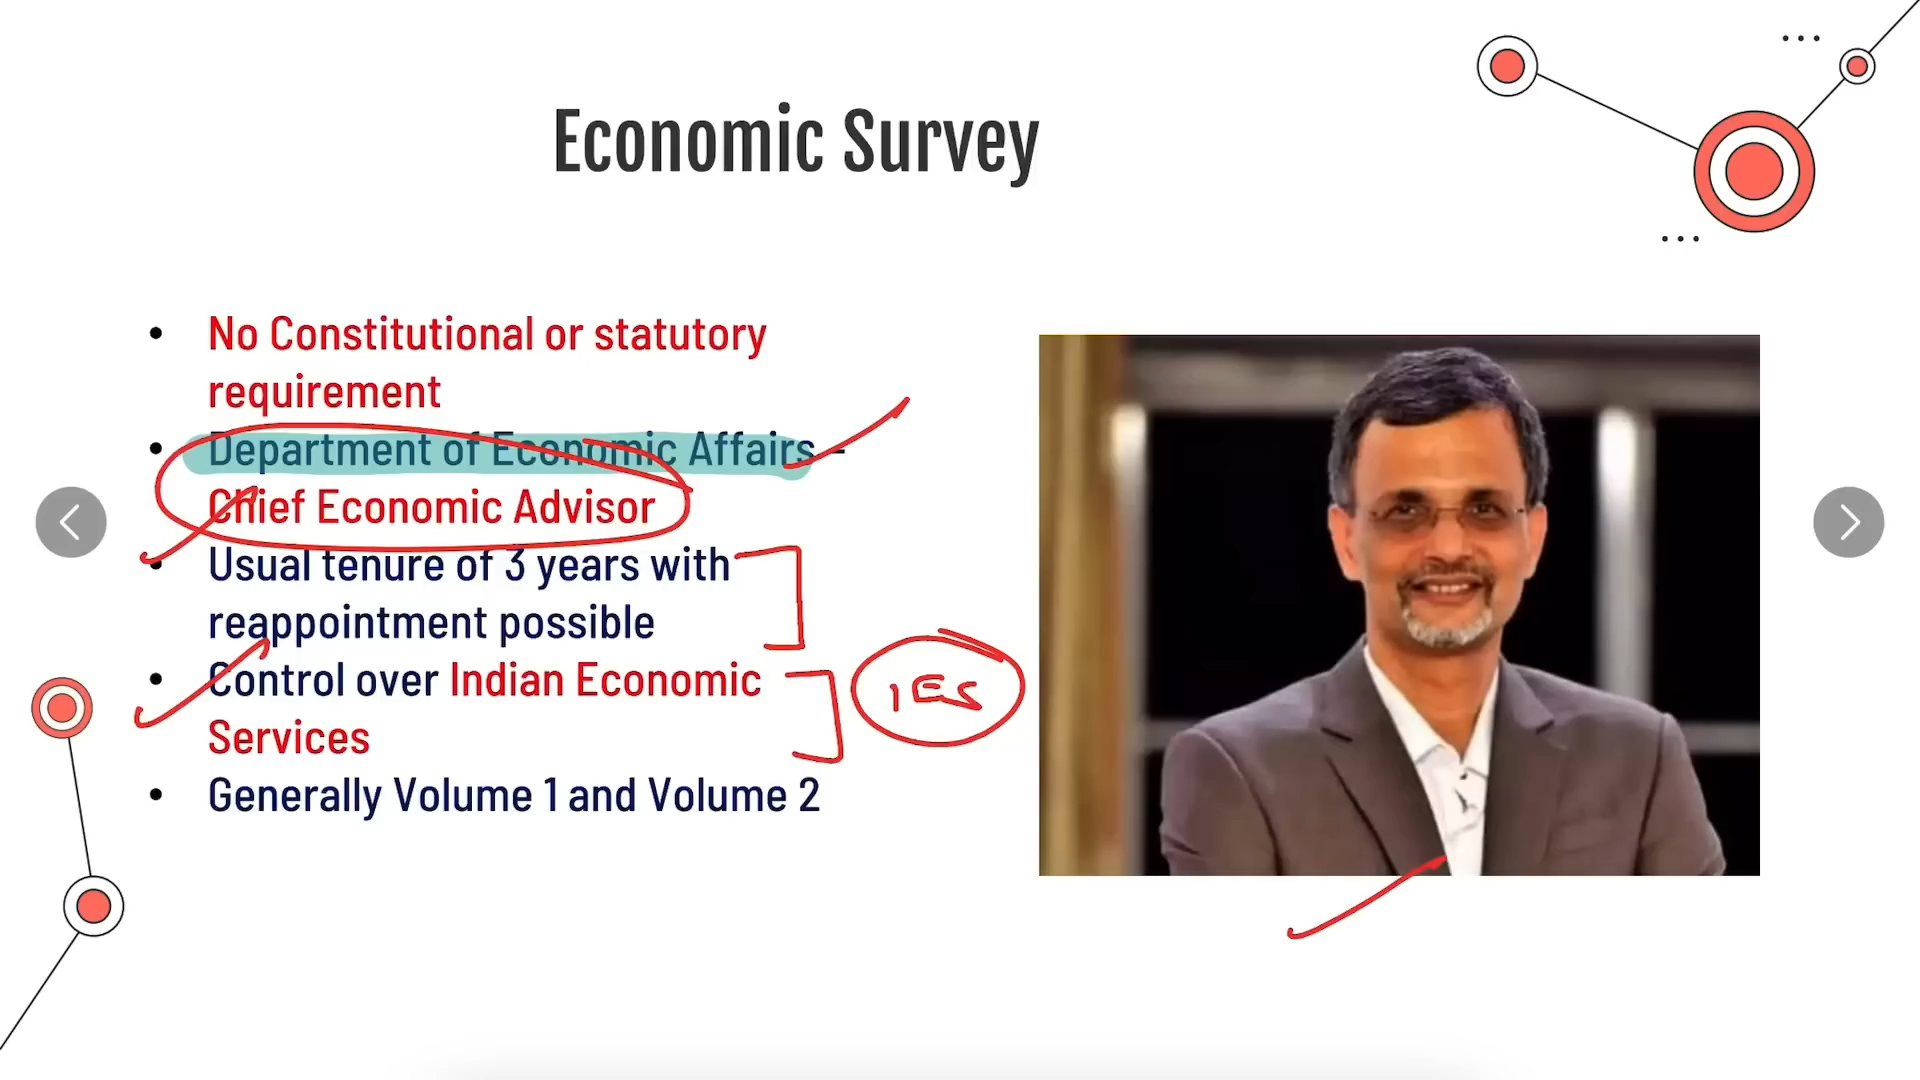 Economic Survey
• No Constitutional or statutory
requirement
• Department of Economic Affairs –
Chief Economic Advisor
• Usual tenure of 3 years with
reappointment possible
• Control over Indian Economic
Services
IES
• Generally Volume 1 and Volume 2